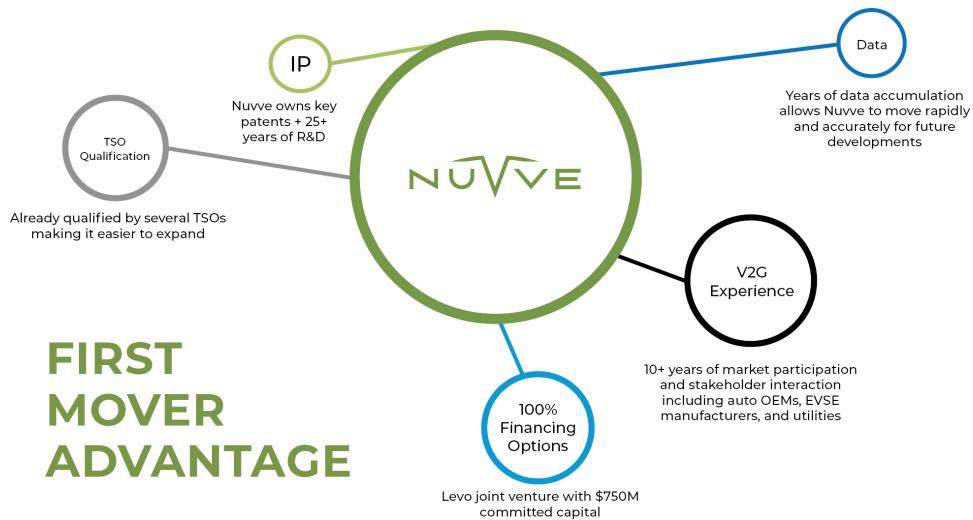 IP
Nuvve owns key
patents + 25+
years of R&D
Data
Years of data accumulation
allows Nuvve to move rapidly
and accurately for future
developments
TSO
Qualification
Already qualified by several TSOs
making it easier to expand
NUVVE
V2G
Experience
10+ years of market participation
and stakeholder interaction
including auto OEMs, EVSE
manufacturers, and utilities
FIRST
MOVER
ADVANTAGE
100%
Financing
Options
Levo joint venture with $750M
committed capital